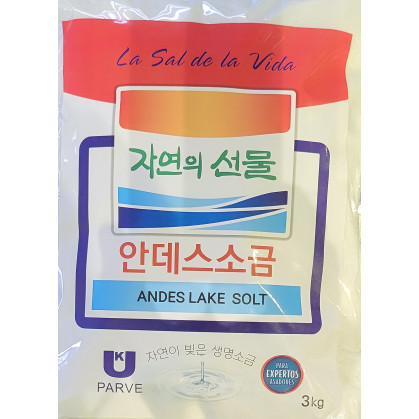 La Sal de la Vida
자연의 선물
안데스소금
ANDES LAKE SOLT
자연이 빚은 생명소금
UK
PARVE
PARA
EXPERTOS
ASADORES
3kg